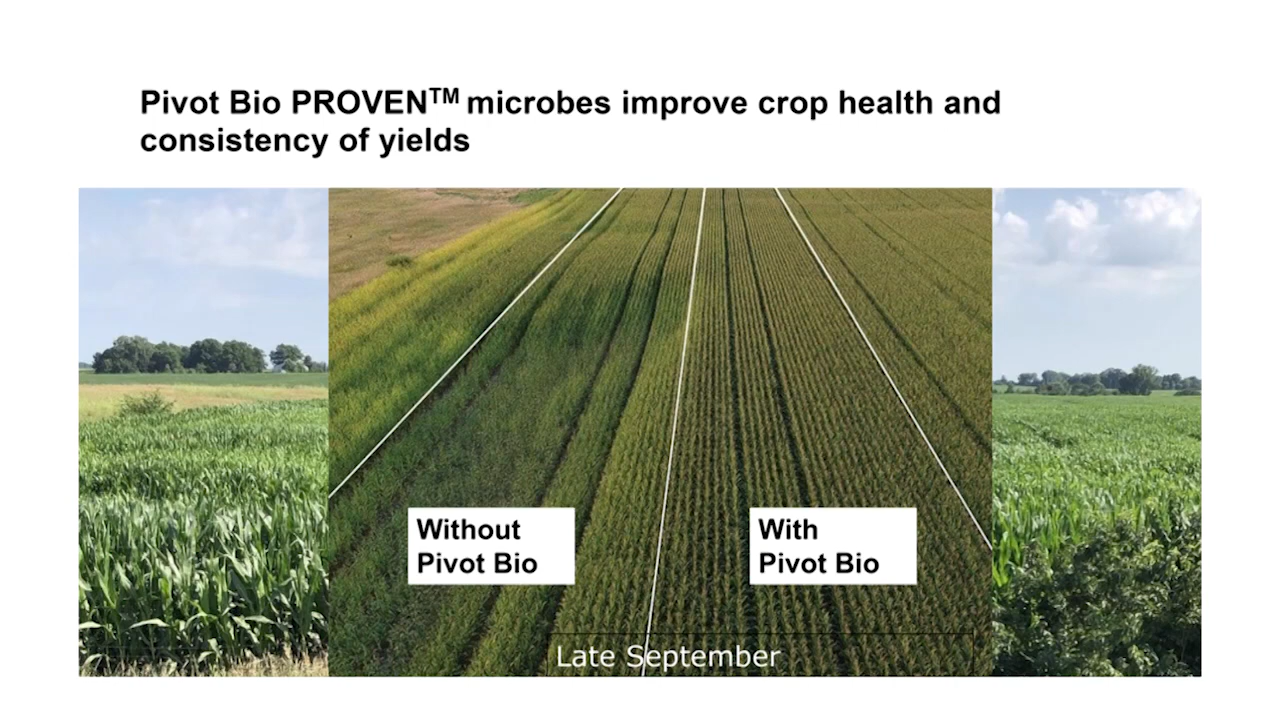 Pivot Bio PROVEN™ microbes improve crop health and
consistency of yields
Without
Pivot Bio
With
Pivot Bio
Late September